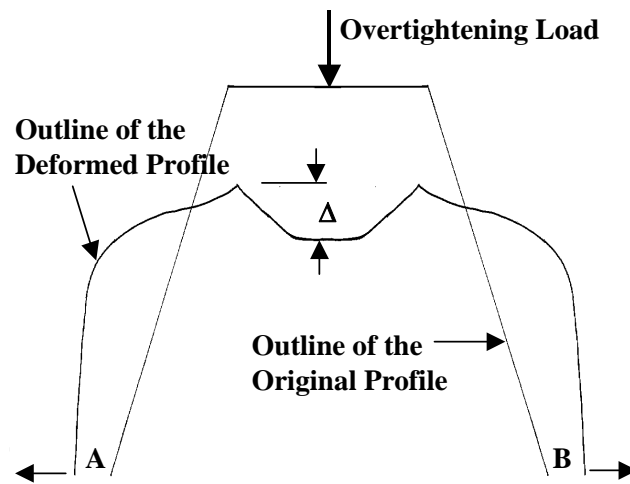 Overtightening Load
Outline of the
Deformed Profile
Δ
Outline of the
Original Profile
A
B